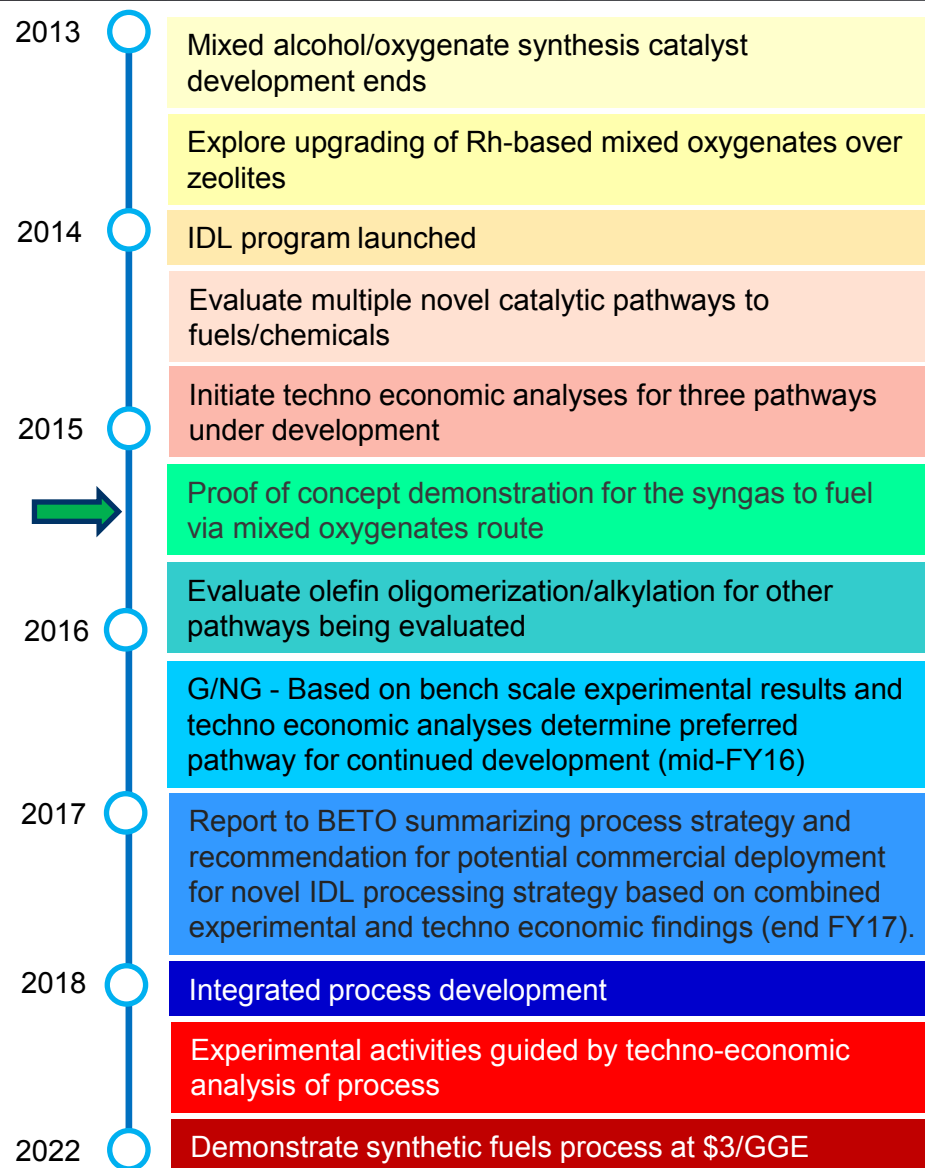 2013
Mixed alcohol/oxygenate synthesis catalyst
development ends
Explore upgrading of Rh-based mixed oxygenates over
zeolites
2014
IDL program launched
Evaluate multiple novel catalytic pathways to
fuels/chemicals
Initiate techno economic analyses for three pathways
under development
2015
Proof of concept demonstration for the syngas to fuel
via mixed oxygenates route
Evaluate olefin oligomerization/alkylation for other
pathways being evaluated
2016
G/NG - Based on bench scale experimental results and
techno economic analyses determine preferred
pathway for continued development (mid-FY16)
2017
Report to BETO summarizing process strategy and
recommendation for potential commercial deployment
for novel IDL processing strategy based on combined
experimental and techno economic findings (end FY17).
2018
Integrated process development
Experimental activities guided by techno-economic
analysis of process
2022
Demonstrate synthetic fuels process at $3/GGE